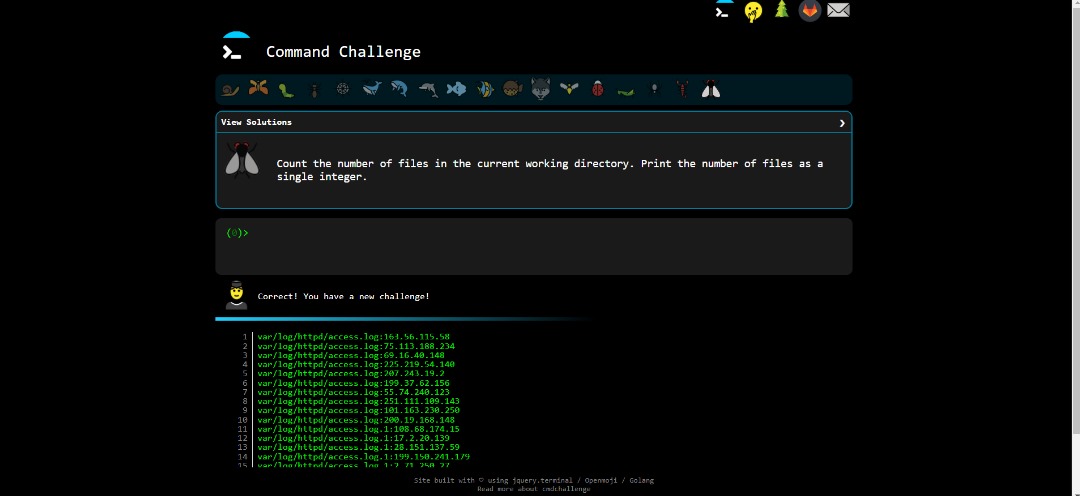 Command Challenge
View Solutions
Count the number of files in the current working directory. Print the number of files as a
single integer.
(0)>
Correct! You have a new challenge!
1 var/log/httpd/access.log:163.56.115.58
2 var/log/httpd/access.log:75.113.188.234
3 var/log/httpd/access.log:69.16.40.148
4 var/log/httpd/access.log:225.219.54.140
5 var/log/httpd/access.log:207.243.19.2
6 var/log/httpd/access.log:199.37.62.156
7 var/log/httpd/access.log:55.74.240.123
8 var/log/httpd/access.log:251.111.109.143
9 var/log/httpd/access.log:101.163.230.250
10 var/log/httpd/access.log:200.19.168.148
11 var/log/httpd/access.log.1:108.68.174.15
12 var/log/httpd/access.log.1:17.2.20.139
13 var/log/httpd/access.log.1:28.151.137.59
14 var/log/httpd/access.log.1:199.150.241.179
15 var/log/httpd/access.log.1:2.71.250.27
Site built with ♡ using jquery.terminal / Openmoji / Golang
Read more about cmdchallenge